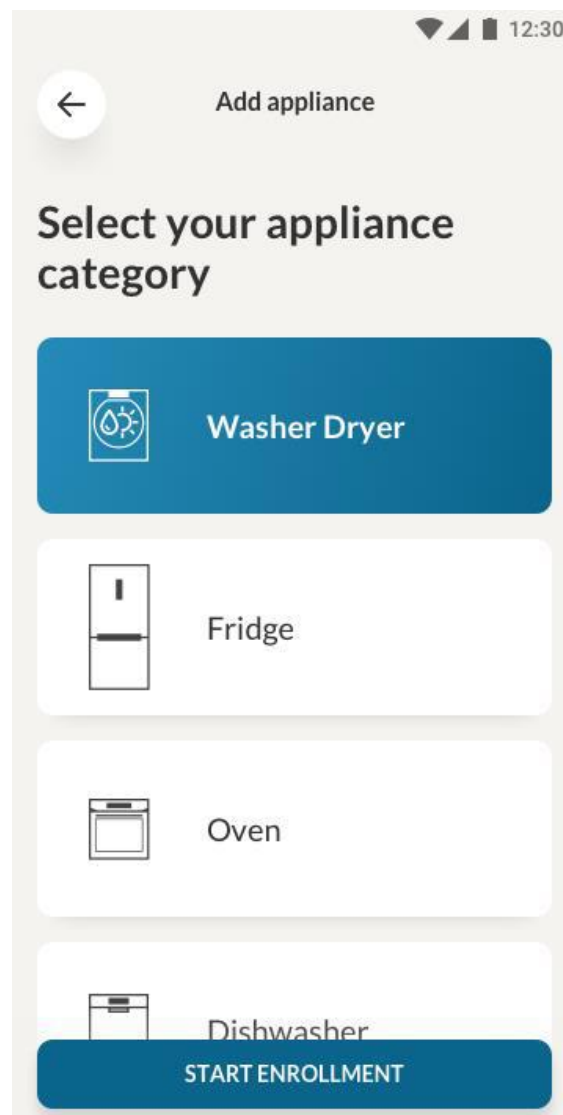 12:30
Add appliance
Select your appliance
category
Washer Dryer
Fridge
Oven
Dishwasher
START ENROLLMENT